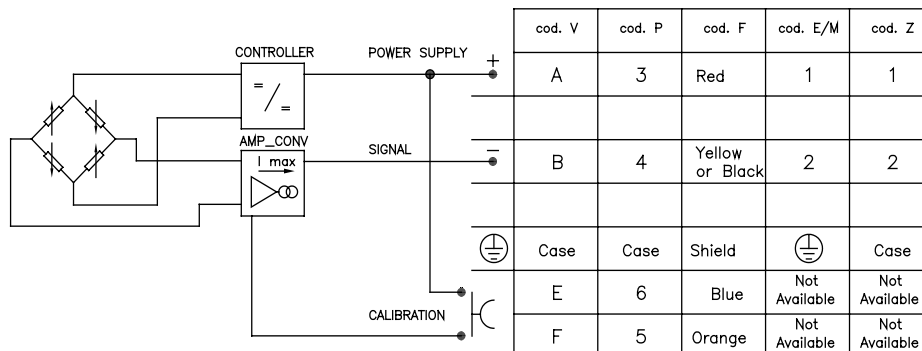 CONTROLLER
POWER SUPPLY
= / =
AMP_CONV
I max
SIGNAL
CALIBRATION
+
−
cod. V cod. P cod. F cod. E/M cod. Z
A 3 Red 1 1
B 4 Yellow or Black 2 2
Case Case Shield Case
E 6 Blue Not Available Not Available
F 5 Orange Not Available Not Available